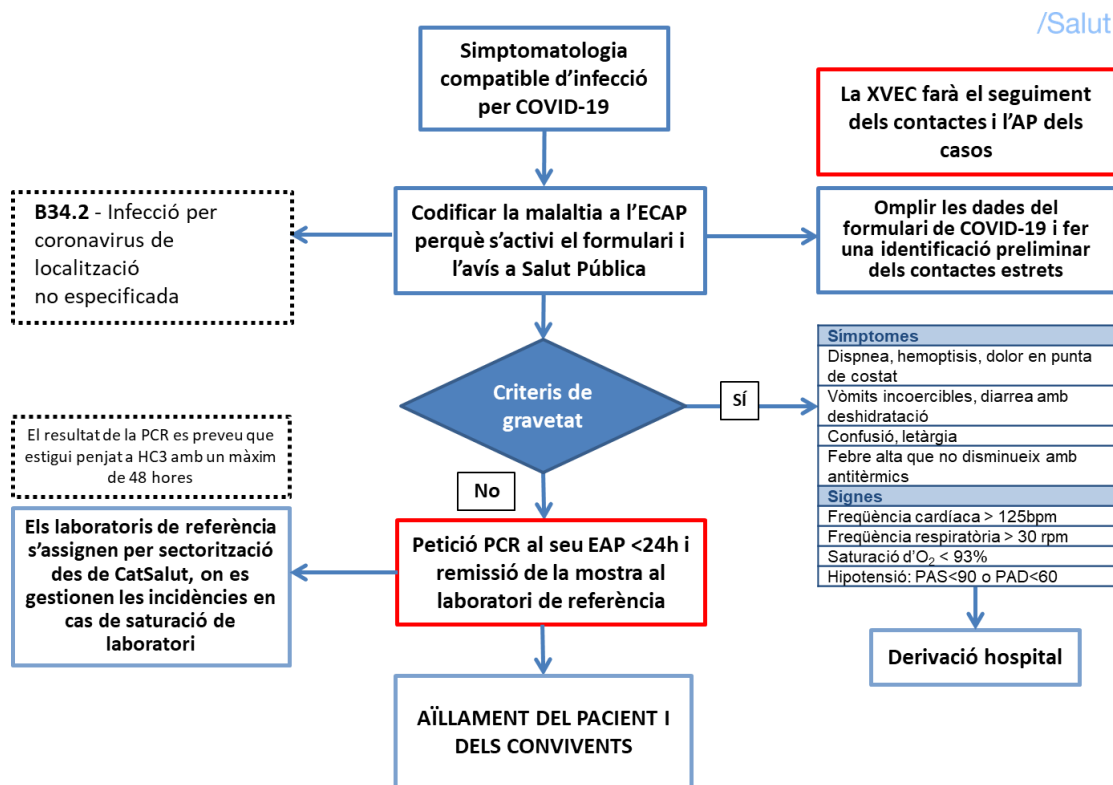 /Salut
Simptomatologia
compatible d'infecció
per COVID-19
La XVEC farà el seguiment
dels contactes i l'AP dels
casos
B34.2 - Infecció per
coronavirus de
localització
no especificada
Codificar la malaltia a l'ECAP
perquè s'activi el formulari i
l'avís a Salut Pública
Omplir les dades del
formulari de COVID-19 i fer
una identificació preliminar
dels contactes estrets
Criteris de
gravetat
SÍ
No
Símptomes
Dispnea, hemoptisis, dolor en punta
de costat
Vòmits incoercibles, diarrea amb
deshidratació
Confusió, letàrgia
Febre alta que no disminueix amb
antitèrmics
Signes
Freqüència cardíaca > 125bpm
Freqüència respiratòria > 30 rpm
Saturació d'O₂ < 93%
Hipotensió: PAS<90 o PAD<60
El resultat de la PCR es preveu que
estigui penjat a HC3 amb un màxim
de 48 hores
Els laboratoris de referència
s'assignen per sectorització
des de CatSalut, on es
gestionen les incidències en
cas de saturació de
laboratori
Petició PCR al seu EAP <24h i
remissió de la mostra al
laboratori de referència
Derivació hospital
AÏLLAMENT DEL PACIENT I
DELS CONVIVENTS